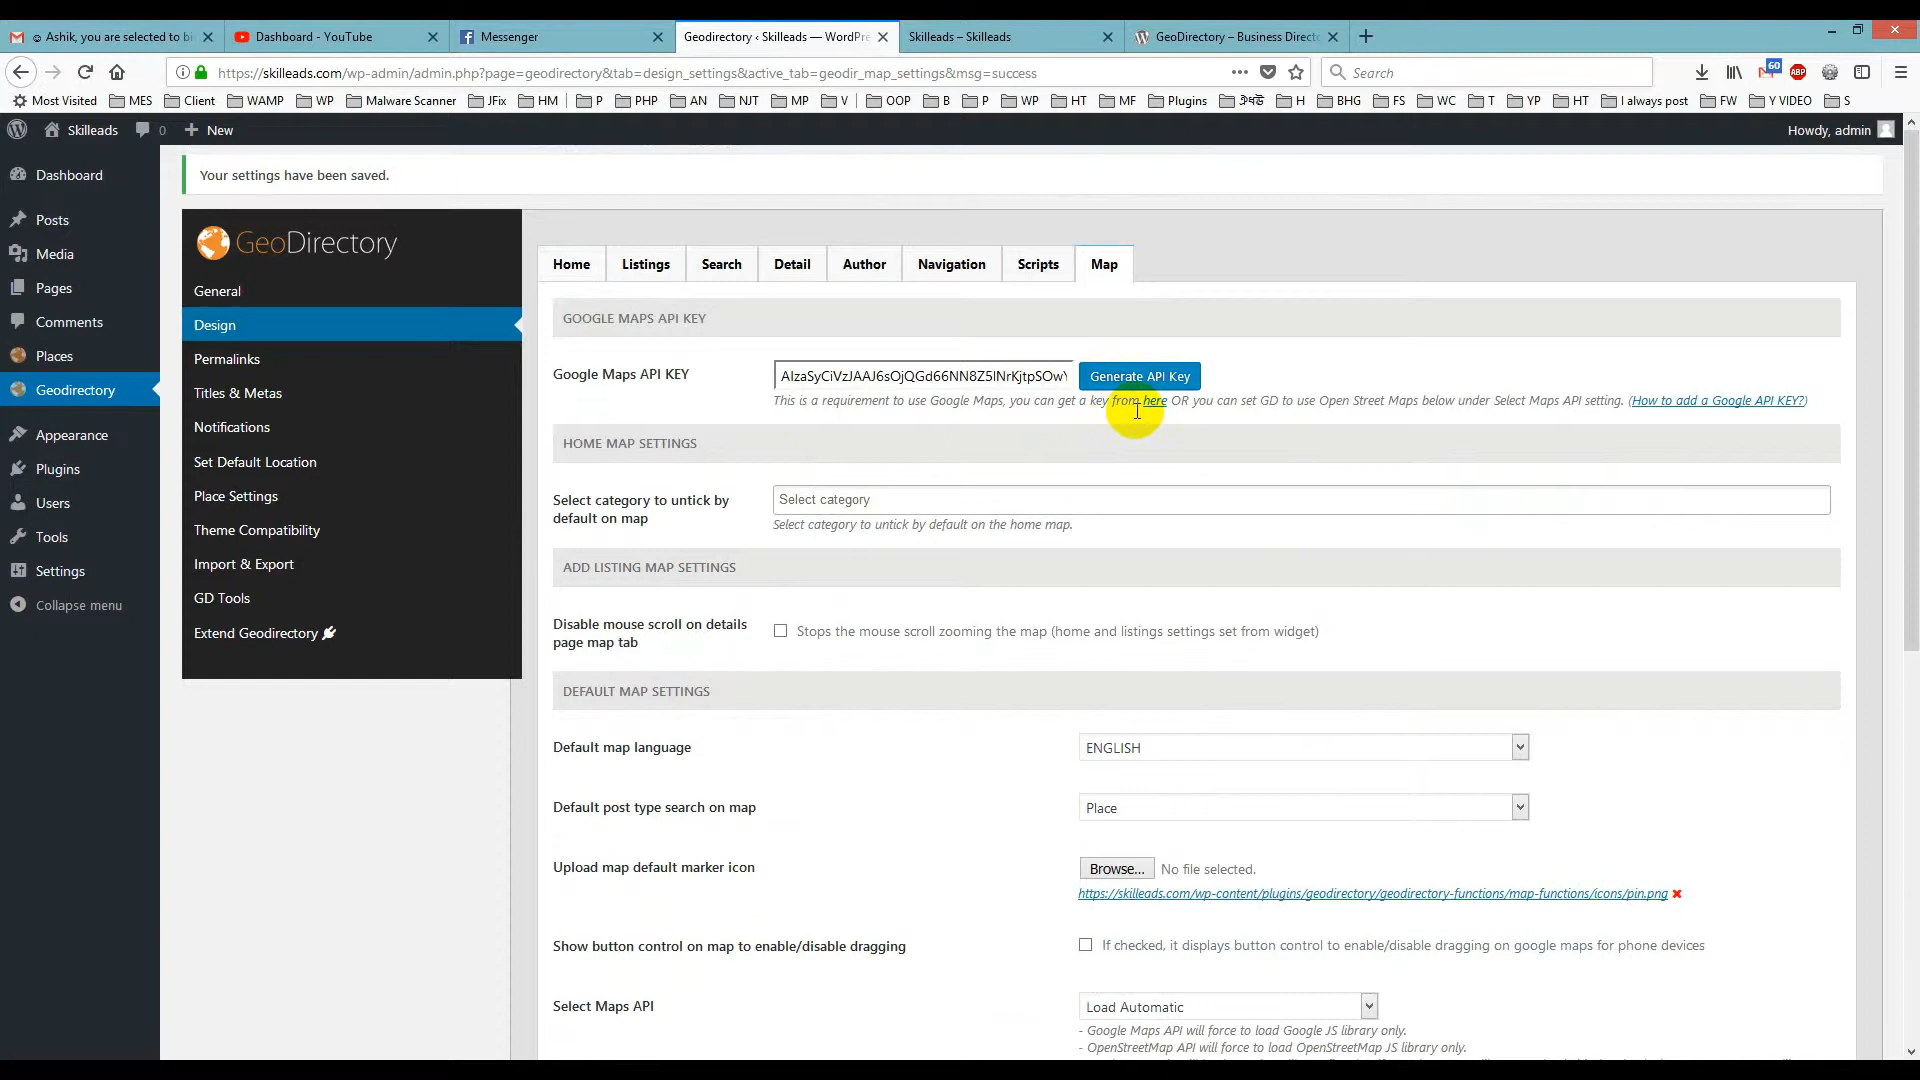 ☺ Ashik, you are selected to bi
Dashboard - YouTube
Messenger
Geodirectory ‹ Skilleads — WordPre
Skilleads – Skilleads
GeoDirectory – Business Direct
https://skilleads.com/wp-admin/admin.php?page=geodirectory&tab=design_settings&active_tab=geodir_map_settings&msg=success
Search
60
ABP
Most Visited MES Client WAMP WP Malware Scanner JFix HM P PHP AN NJT MP V OOP B P WP HT MF Plugins H BHG FS WC T YP HT I always post FW Y VIDEO S
Skilleads 0 New
Howdy, admin
Dashboard
Posts
Media
Pages
Comments
Places
Geodirectory
Appearance
Plugins
Users
Tools
Settings
Collapse menu
Your settings have been saved.
GeoDirectory
General
Design
Permalinks
Titles & Metas
Notifications
Set Default Location
Place Settings
Theme Compatibility
Import & Export
GD Tools
Extend Geodirectory
Home Listings Search Detail Author Navigation Scripts Map
GOOGLE MAPS API KEY
Google Maps API KEY
Generate API Key
This is a requirement to use Google Maps, you can get a key from here OR you can set GD to use Open Street Maps below under Select Maps API setting. (How to add a Google API KEY?)
HOME MAP SETTINGS
Select category to untick by
default on map
Select category
Select category to untick by default on the home map.
ADD LISTING MAP SETTINGS
Disable mouse scroll on details
page map tab
Stops the mouse scroll zooming the map (home and listings settings set from widget)
DEFAULT MAP SETTINGS
Default map language
ENGLISH
Default post type search on map
Place
Upload map default marker icon
Browse... No file selected.
https://skilleads.com/wp-content/plugins/geodirectory/geodirectory-functions/map-functions/icons/pin.png
Show button control on map to enable/disable dragging
If checked, it displays button control to enable/disable dragging on google maps for phone devices
Select Maps API
Load Automatic
- Google Maps API will force to load Google JS library only.
- OpenStreetMap API will force to load OpenStreetMap JS library only.